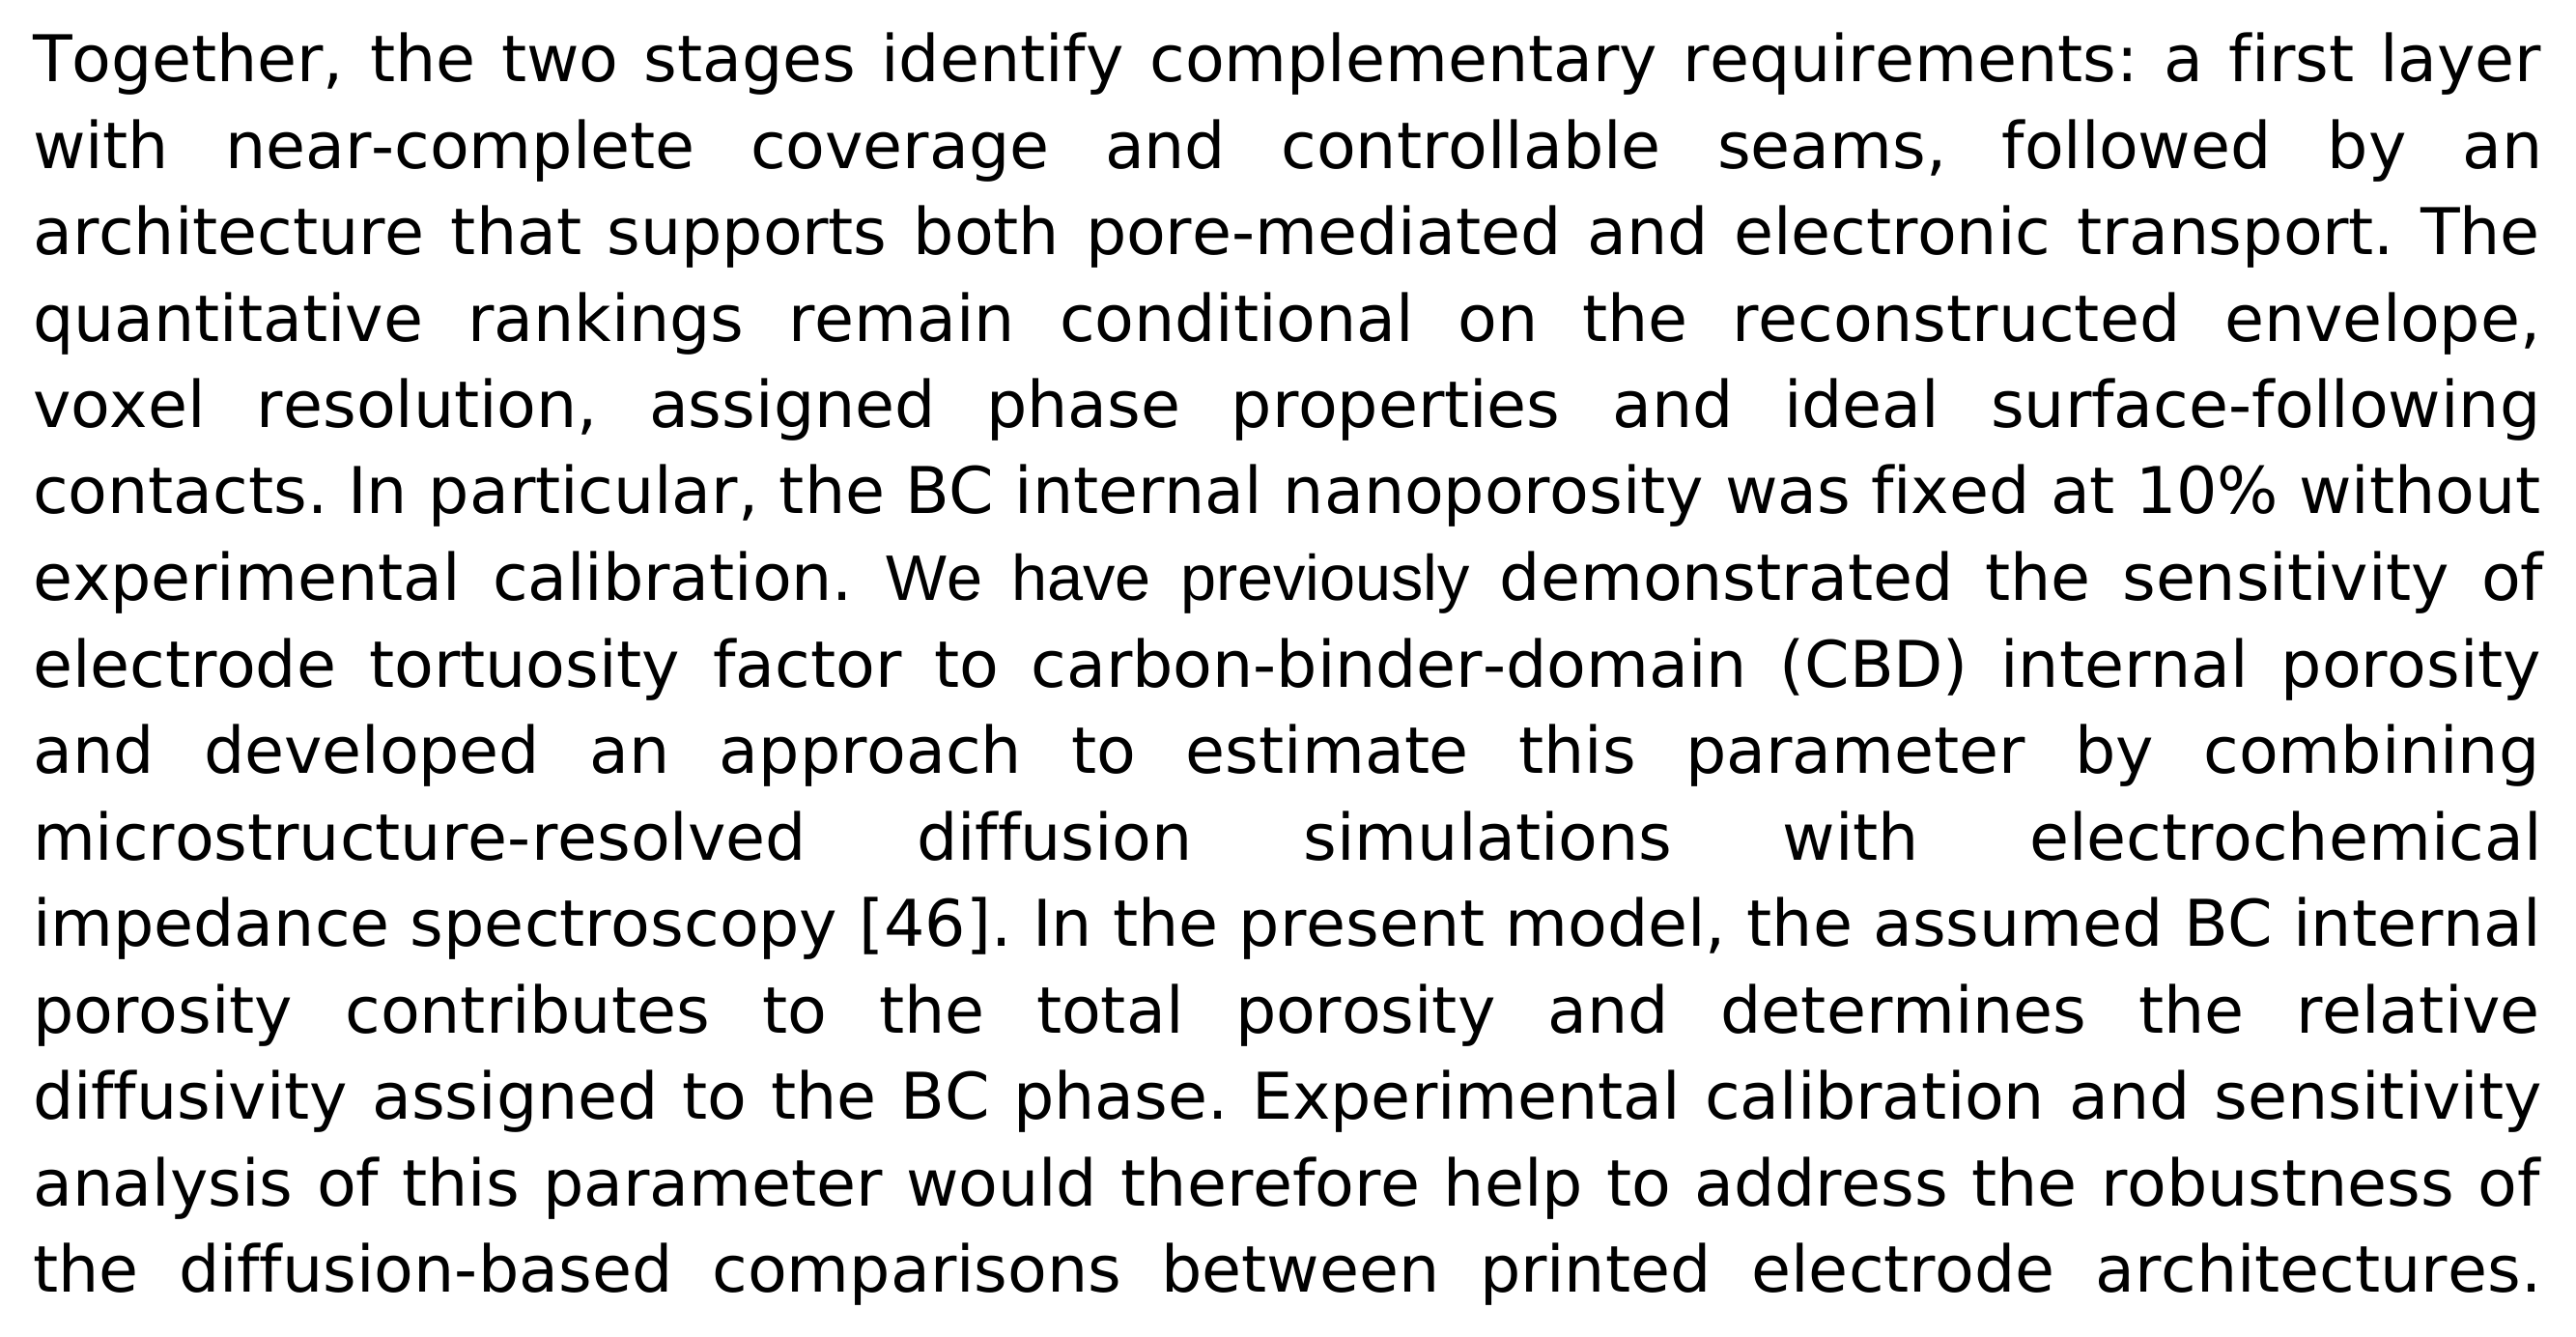 Together, the two stages identify complementary requirements: a first layer
with near-complete coverage and controllable seams, followed by an
architecture that supports both pore-mediated and electronic transport. The
quantitative rankings remain conditional on the reconstructed envelope,
voxel resolution, assigned phase properties and ideal surface-following
contacts. In particular, the BC internal nanoporosity was fixed at 10% without
experimental calibration. We have previously demonstrated the sensitivity of
electrode tortuosity factor to carbon-binder-domain (CBD) internal porosity
and developed an approach to estimate this parameter by combining
microstructure-resolved diffusion simulations with electrochemical
impedance spectroscopy [46]. In the present model, the assumed BC internal
porosity contributes to the total porosity and determines the relative
diffusivity assigned to the BC phase. Experimental calibration and sensitivity
analysis of this parameter would therefore help to address the robustness of
the diffusion-based comparisons between printed electrode architectures.